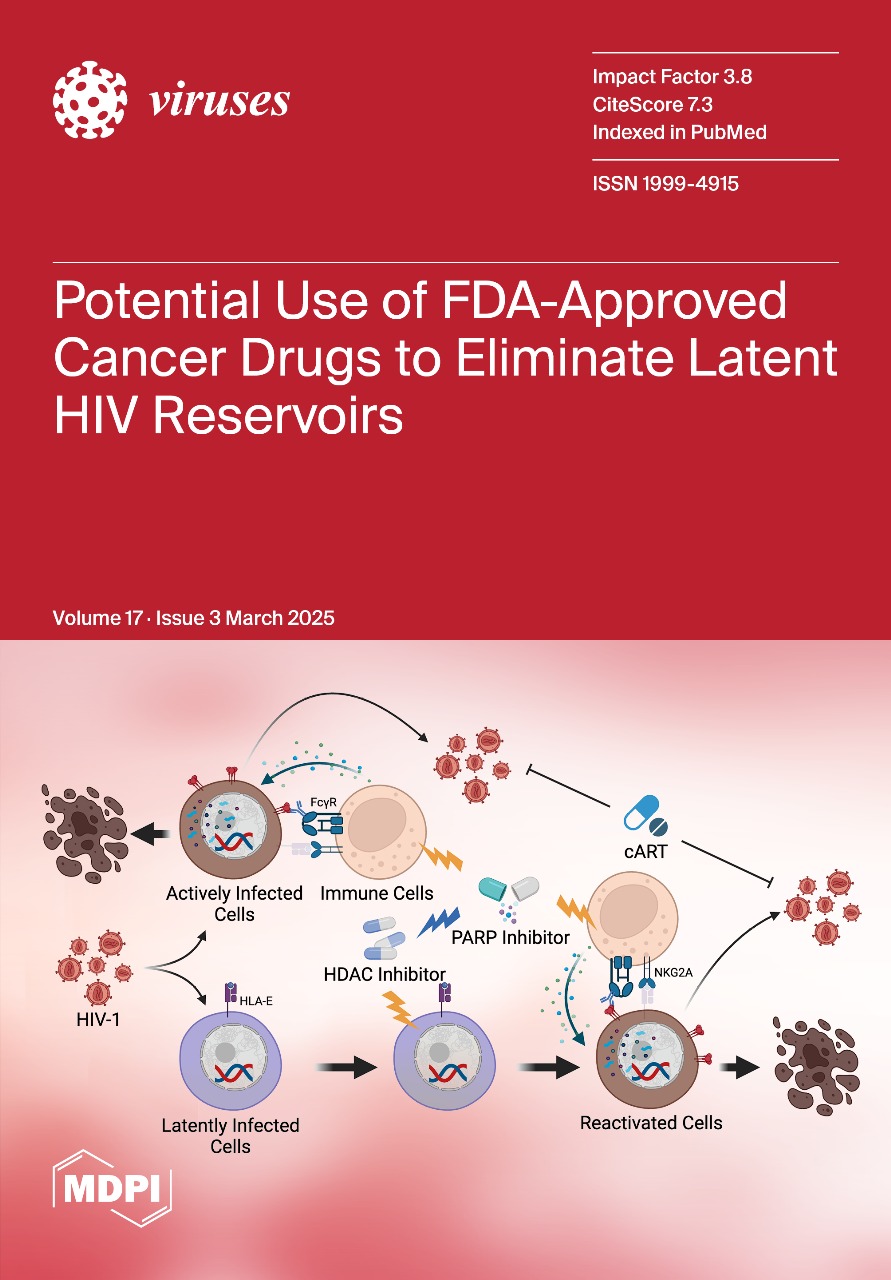 viruses
Impact Factor 3.8
CiteScore 7.3
Indexed in PubMed
ISSN 1999-4915
Potential Use of FDA-Approved
Cancer Drugs to Eliminate Latent
HIV Reservoirs
Volume 17 · Issue 3 March 2025
FcγR
cART
Actively Infected
Cells
Immune Cells
PARP Inhibitor
HDAC Inhibitor
NKG2A
HIV-1
HLA-E
Latently Infected
Cells
Reactivated Cells
MDPI